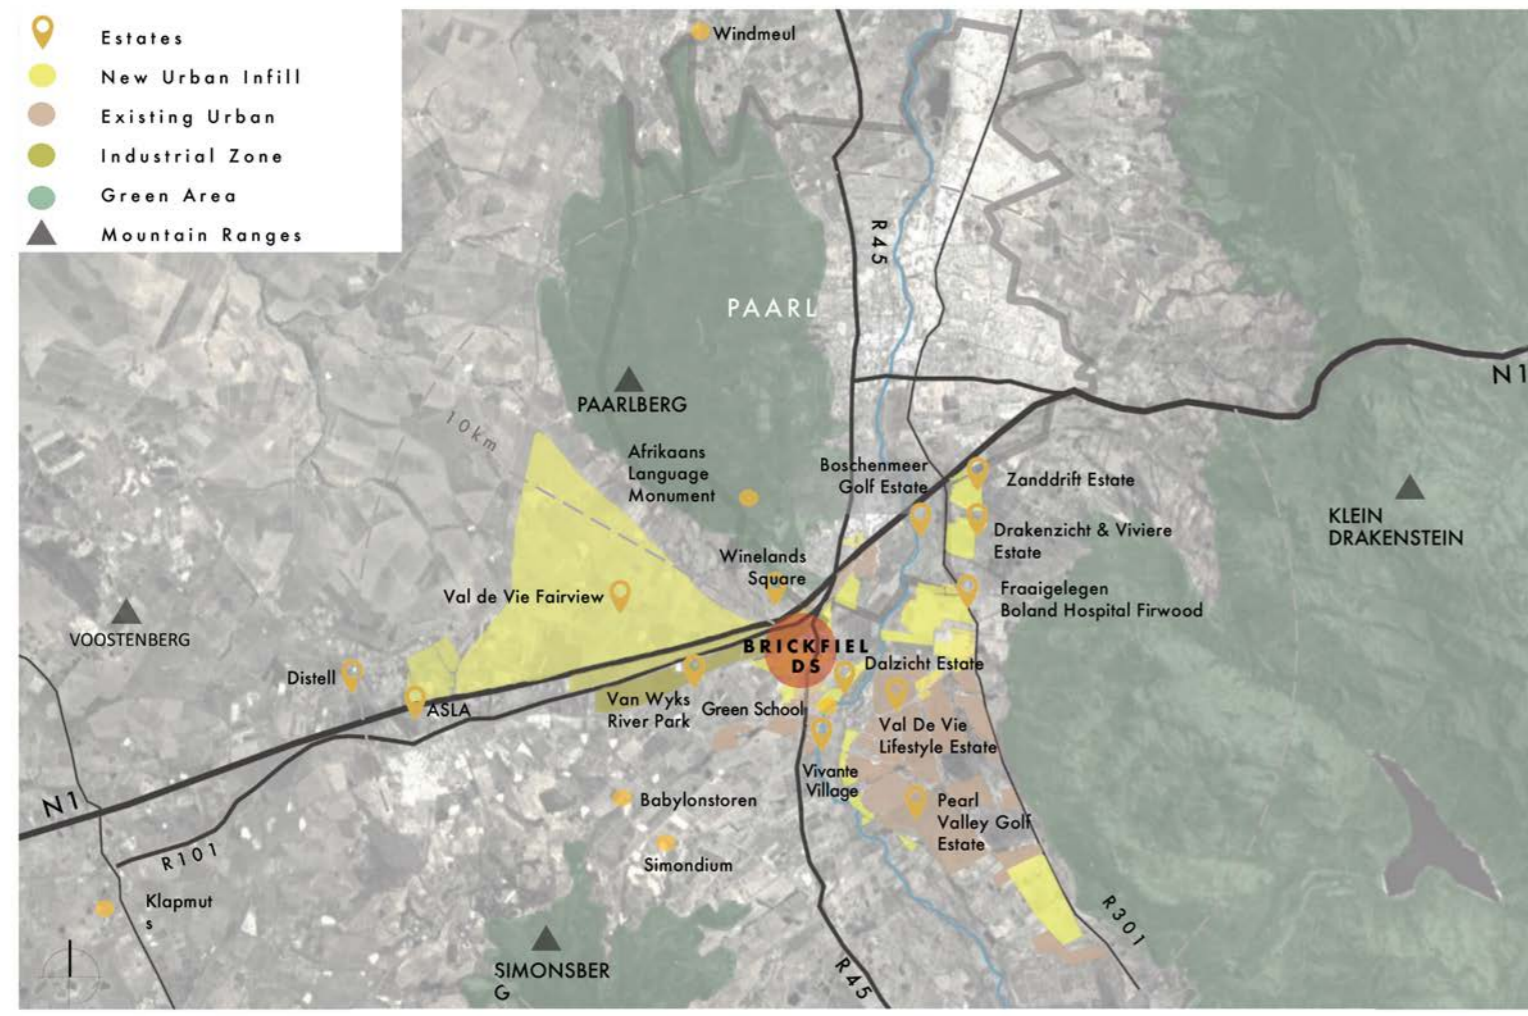 Estates
New Urban Infill
Existing Urban
Industrial Zone
Green Area
Mountain Ranges
Windmeul
R45
PAARL
N1
PAARLBERG
10km
Afrikaans
Language
Monument
Boschenmeer
Golf Estate
Zanddrift Estate
KLEIN
DRAKENSTEIN
Drakenzicht & Viviere
Estate
Winelands
Square
Val de Vie Fairview
Fraaigelegen
Boland Hospital Firwood
VOOSTENBERG
BRICKFIEL
DS
Dalzicht Estate
Distell
ASLA
Van Wyks
River Park
Green School
Val De Vie
Lifestyle Estate
Vivante
Village
N1
Babylonstoren
Pearl
Valley Golf
Estate
R101
Simondium
Klapmut
s
R301
SIMONSBER
G
R45